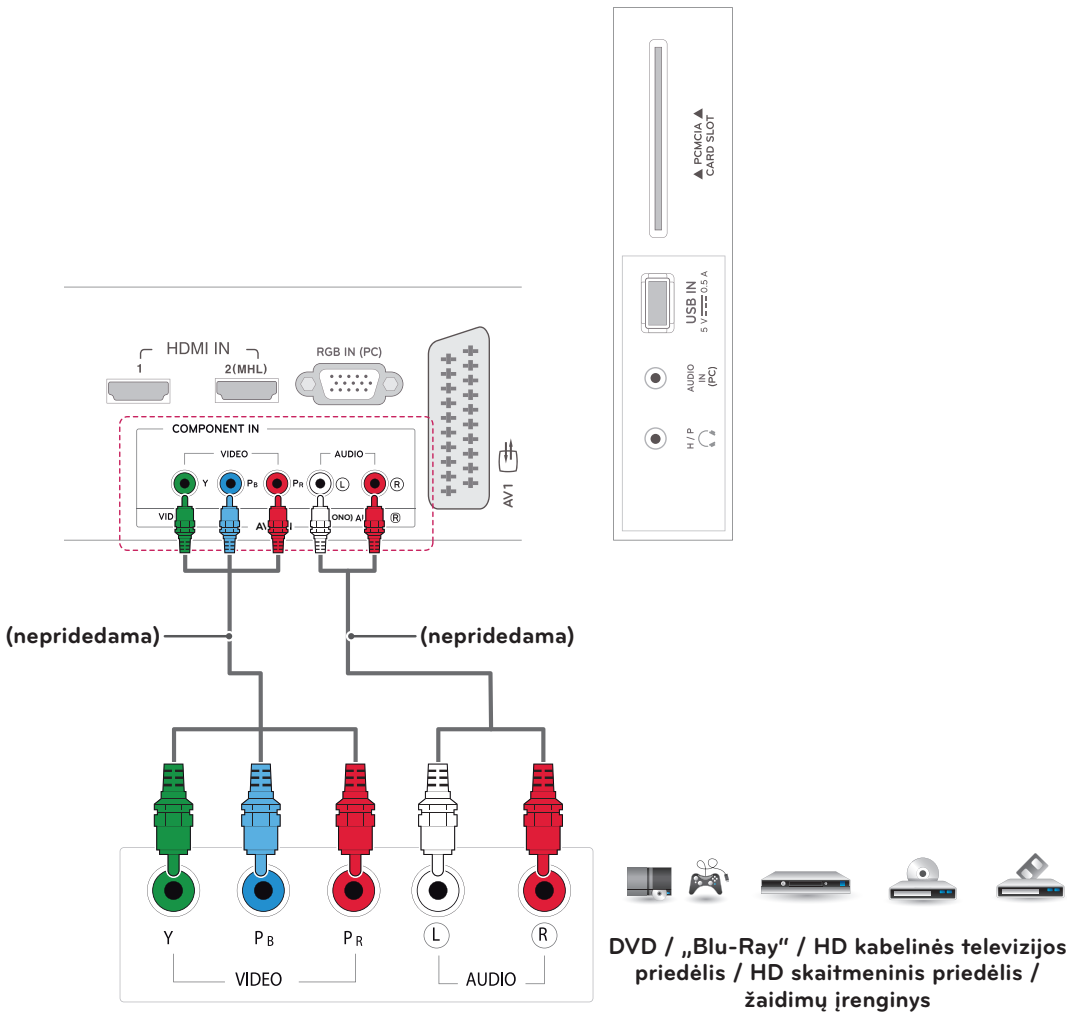 ▲ PCMCIA ▲
CARD SLOT
USB IN
5 V 0.5 A
AUDIO
IN
(PC)
H / P
HDMI IN
1
2(MHL)
RGB IN (PC)
AV1
COMPONENT IN
VIDEO
AUDIO
Y
PB
PR
L
R
VID
ONO)
R
(nepridedama)
(nepridedama)
Y
PB
PR
L
R
VIDEO
AUDIO
DVD / „Blu-Ray“ / HD kabelinės televizijos
priedėlis / HD skaitmeninis priedėlis /
žaidimų įrenginys